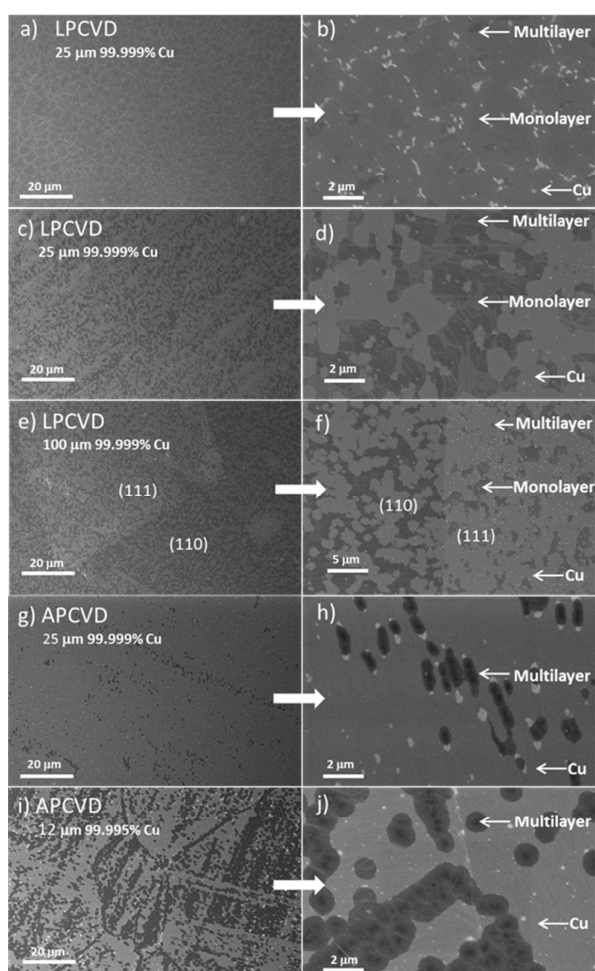 a) LPCVD
25 µm 99.999% Cu
20 µm
b)
Multilayer
Monolayer
Cu
2 µm
c) LPCVD
25 µm 99.999% Cu
20 µm
d)
Multilayer
Monolayer
Cu
2 µm
e) LPCVD
100 µm 99.999% Cu
(111)
(110)
20 µm
f)
Multilayer
Monolayer
(110)
(111)
Cu
5 µm
g) APCVD
25 µm 99.999% Cu
20 µm
h)
Multilayer
Cu
2 µm
i) APCVD
12 µm 99.995% Cu
20 µm
j)
Multilayer
Cu
2 µm